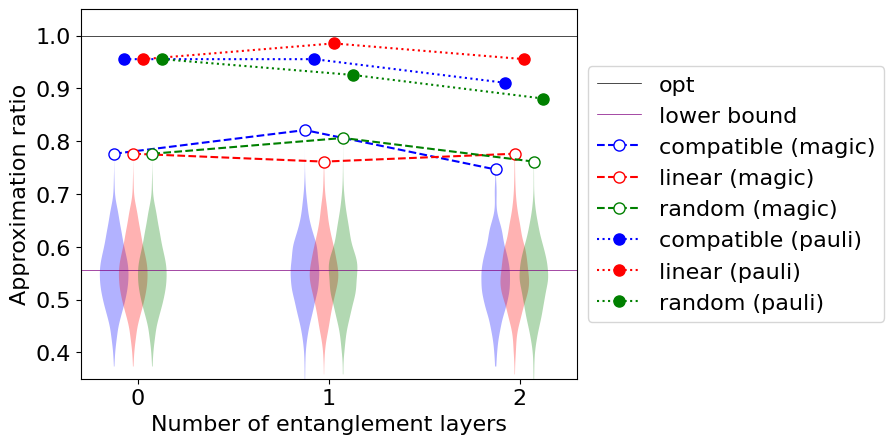 1.0
0.9
0.8
0.7
0.6
0.5
0.4
Approximation ratio
0
1
2
Number of entanglement layers
opt
lower bound
compatible (magic)
linear (magic)
random (magic)
compatible (pauli)
linear (pauli)
random (pauli)